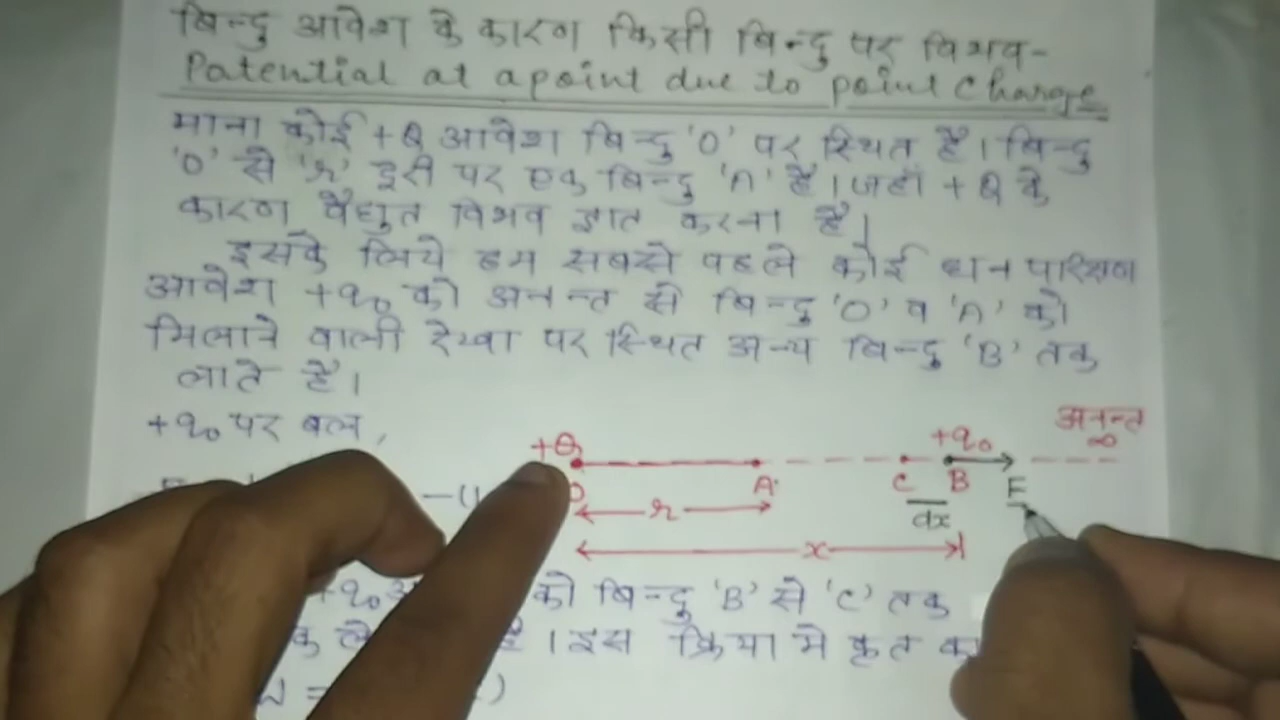 बिन्दु आवेश के कारण किसी बिन्दु पर विभव-
Potential at a point due to point Charge
माना कोई +Q आवेश बिन्दु 'O' पर स्थित है। बिन्दु
'O' से 'r' दूरी पर एक बिन्दु 'A' है। जहाँ +Q के
कारण वैद्युत विभव ज्ञात करना है।
इसके लिये हम सबसे पहले कोई धन परिक्षण
आवेश +q₀ को अनन्त से बिन्दु 'O' व 'A' को
मिलाने वाली रेखा पर स्थित अन्य बिन्दु 'B' तक
लाते है।
+q₀ पर बल,
+Q +q₀ अनन्त
∞
A C B F
r dx
x
+q₀ को बिन्दु 'B' से 'C' तक
। इस क्रिया मे कृत